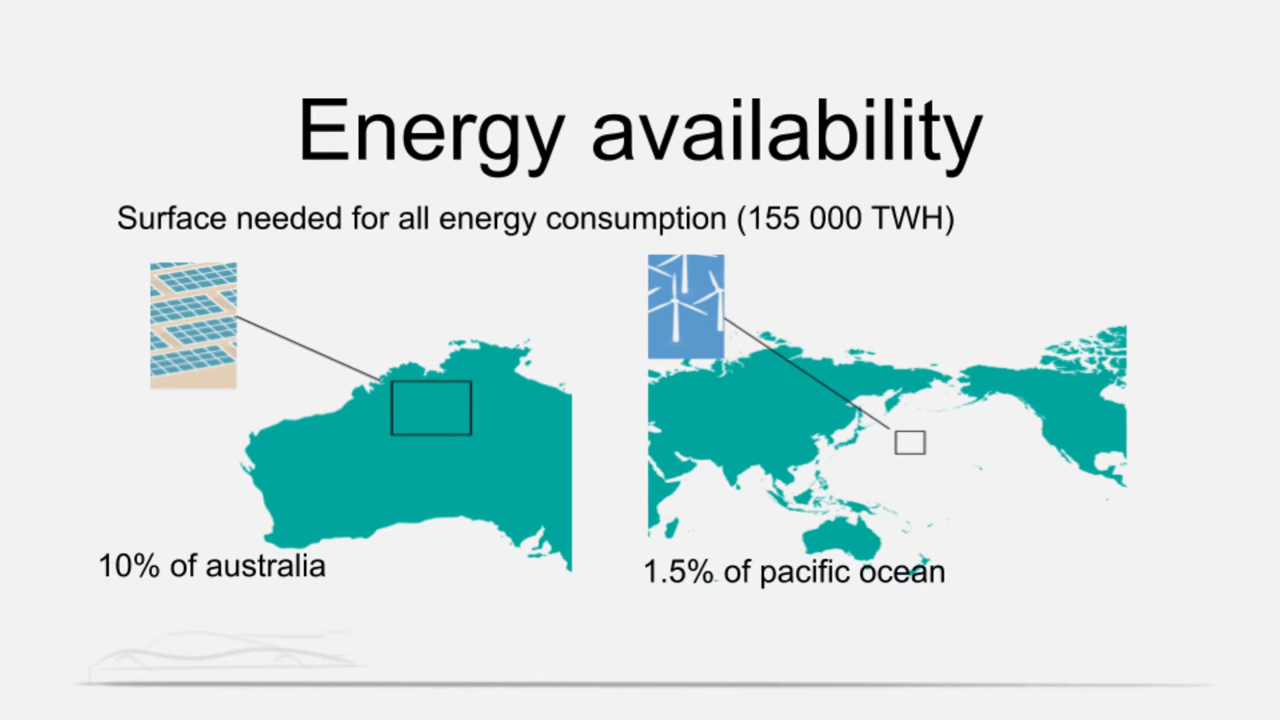 Energy availability
Surface needed for all energy consumption (155 000 TWH)
10% of australia
1.5% of pacific ocean